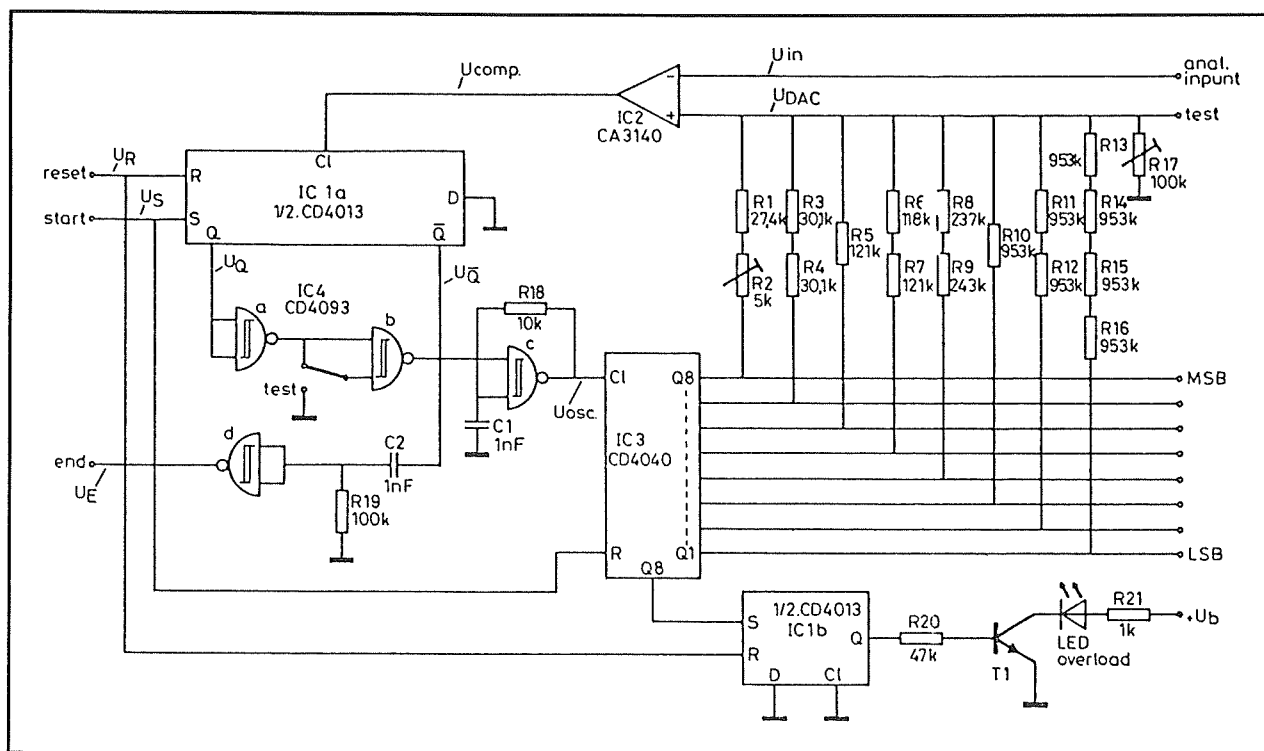 Ucomp.
Uin
anal.
inpunt
UDAC
test
IC2
CA3140
-
+
UR
reset
US
start
Cl
R
S
IC 1a
1/2.CD4013
D
Q
Q̅
UQ
UQ̅
IC4
CD4093
a
b
c
d
test
R18
10k
Uosc.
C1
1nF
C2
1nF
R19
100k
end
UE
R1
27,4k
R2
5k
R3
30,1k
R4
30,1k
R5
121k
R6
118k
R7
121k
R8
237k
R9
243k
R10
953k
R11
953k
R12
953k
R13
953k
R14
953k
R15
953k
R16
953k
R17
100k
Cl
Q8
IC3
CD4040
R
Q8
Q1
MSB
LSB
1/2.CD4013
IC1b
S
R
Q
D
Cl
R20
47k
T1
LED
overload
R21
1k
+Ub